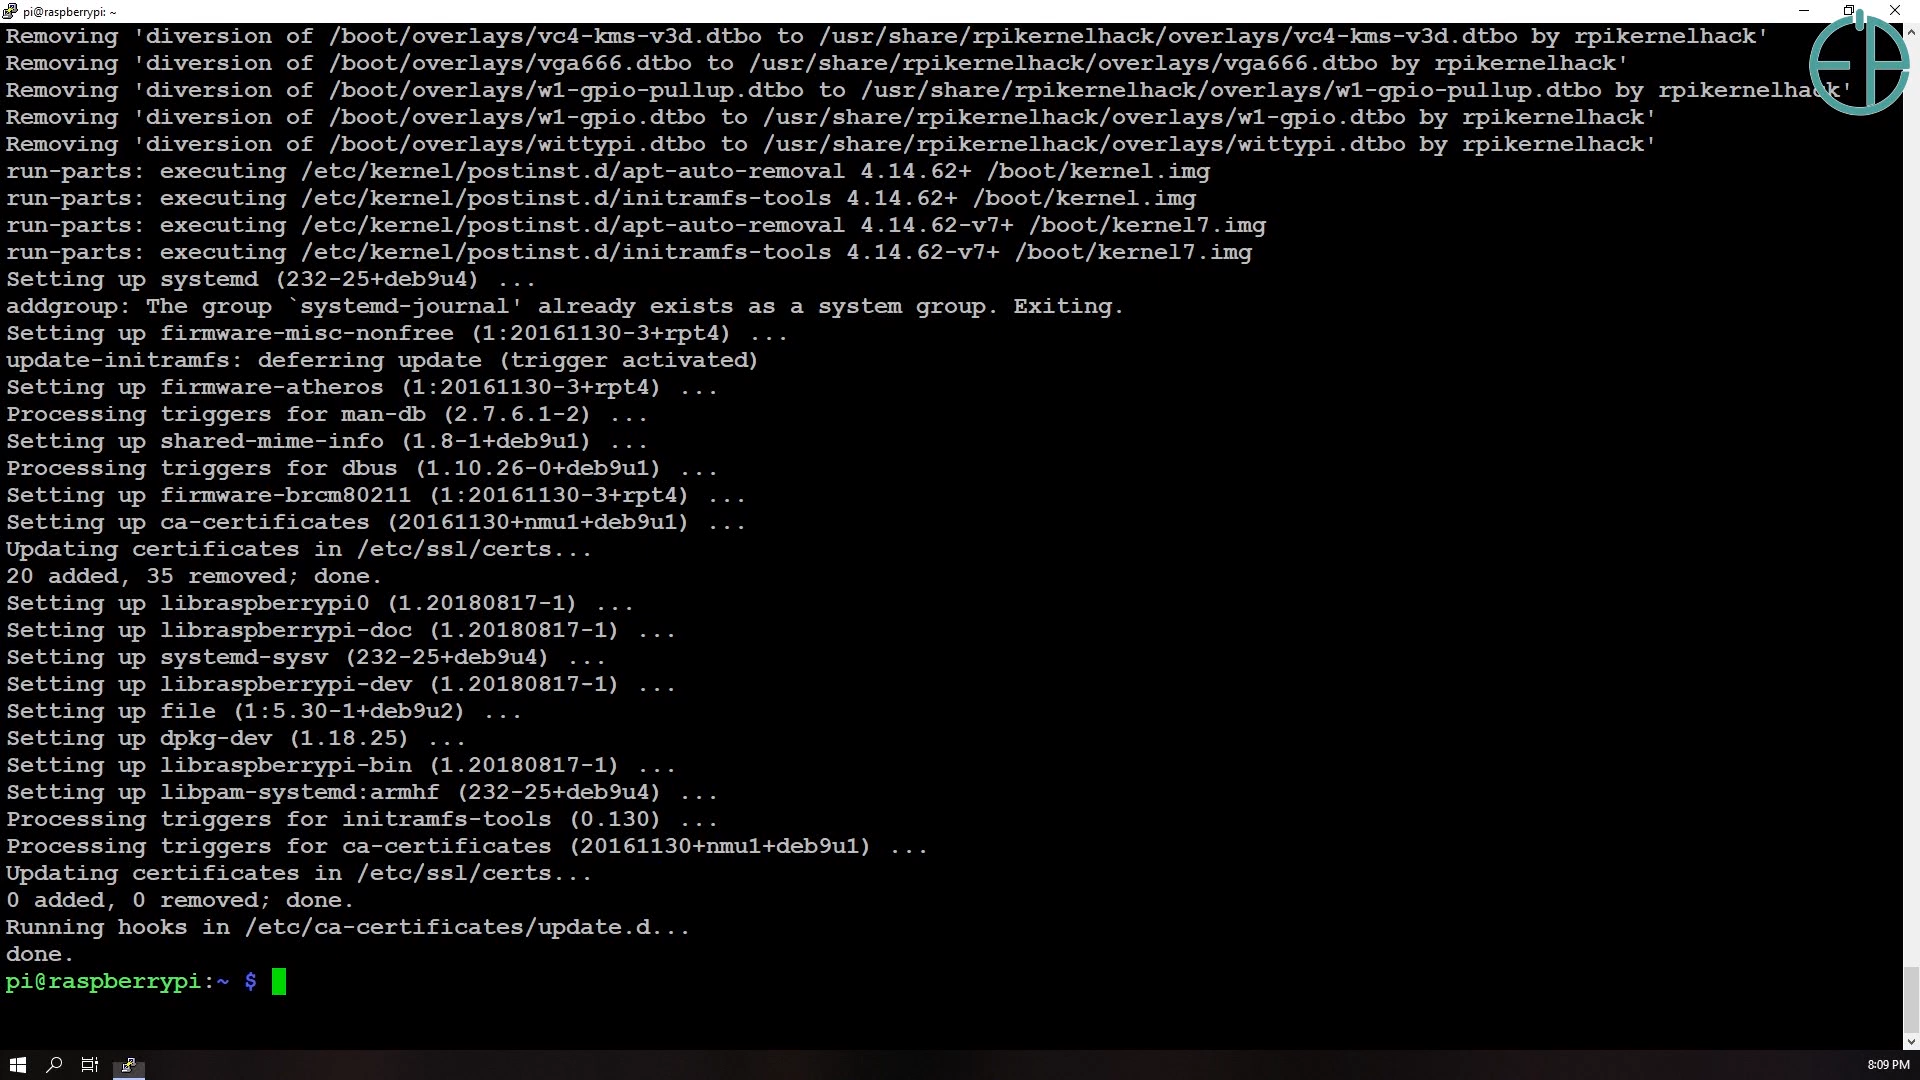 pi@raspberrypi: ~
Removing 'diversion of /boot/overlays/vc4-kms-v3d.dtbo to /usr/share/rpikernelhack/overlays/vc4-kms-v3d.dtbo by rpikernelhack'
Removing 'diversion of /boot/overlays/vga666.dtbo to /usr/share/rpikernelhack/overlays/vga666.dtbo by rpikernelhack'
Removing 'diversion of /boot/overlays/w1-gpio-pullup.dtbo to /usr/share/rpikernelhack/overlays/w1-gpio-pullup.dtbo by rpikernelhack'
Removing 'diversion of /boot/overlays/w1-gpio.dtbo to /usr/share/rpikernelhack/overlays/w1-gpio.dtbo by rpikernelhack'
Removing 'diversion of /boot/overlays/wittypi.dtbo to /usr/share/rpikernelhack/overlays/wittypi.dtbo by rpikernelhack'
run-parts: executing /etc/kernel/postinst.d/apt-auto-removal 4.14.62+ /boot/kernel.img
run-parts: executing /etc/kernel/postinst.d/initramfs-tools 4.14.62+ /boot/kernel.img
run-parts: executing /etc/kernel/postinst.d/apt-auto-removal 4.14.62-v7+ /boot/kernel7.img
run-parts: executing /etc/kernel/postinst.d/initramfs-tools 4.14.62-v7+ /boot/kernel7.img
Setting up systemd (232-25+deb9u4) ...
addgroup: The group `systemd-journal' already exists as a system group. Exiting.
Setting up firmware-misc-nonfree (1:20161130-3+rpt4) ...
update-initramfs: deferring update (trigger activated)
Setting up firmware-atheros (1:20161130-3+rpt4) ...
Processing triggers for man-db (2.7.6.1-2) ...
Setting up shared-mime-info (1.8-1+deb9u1) ...
Processing triggers for dbus (1.10.26-0+deb9u1) ...
Setting up firmware-brcm80211 (1:20161130-3+rpt4) ...
Setting up ca-certificates (20161130+nmu1+deb9u1) ...
Updating certificates in /etc/ssl/certs...
20 added, 35 removed; done.
Setting up libraspberrypi0 (1.20180817-1) ...
Setting up libraspberrypi-doc (1.20180817-1) ...
Setting up systemd-sysv (232-25+deb9u4) ...
Setting up libraspberrypi-dev (1.20180817-1) ...
Setting up file (1:5.30-1+deb9u2) ...
Setting up dpkg-dev (1.18.25) ...
Setting up libraspberrypi-bin (1.20180817-1) ...
Setting up libpam-systemd:armhf (232-25+deb9u4) ...
Processing triggers for initramfs-tools (0.130) ...
Processing triggers for ca-certificates (20161130+nmu1+deb9u1) ...
Updating certificates in /etc/ssl/certs...
0 added, 0 removed; done.
Running hooks in /etc/ca-certificates/update.d...
done.
pi@raspberrypi:~ $
8:09 PM